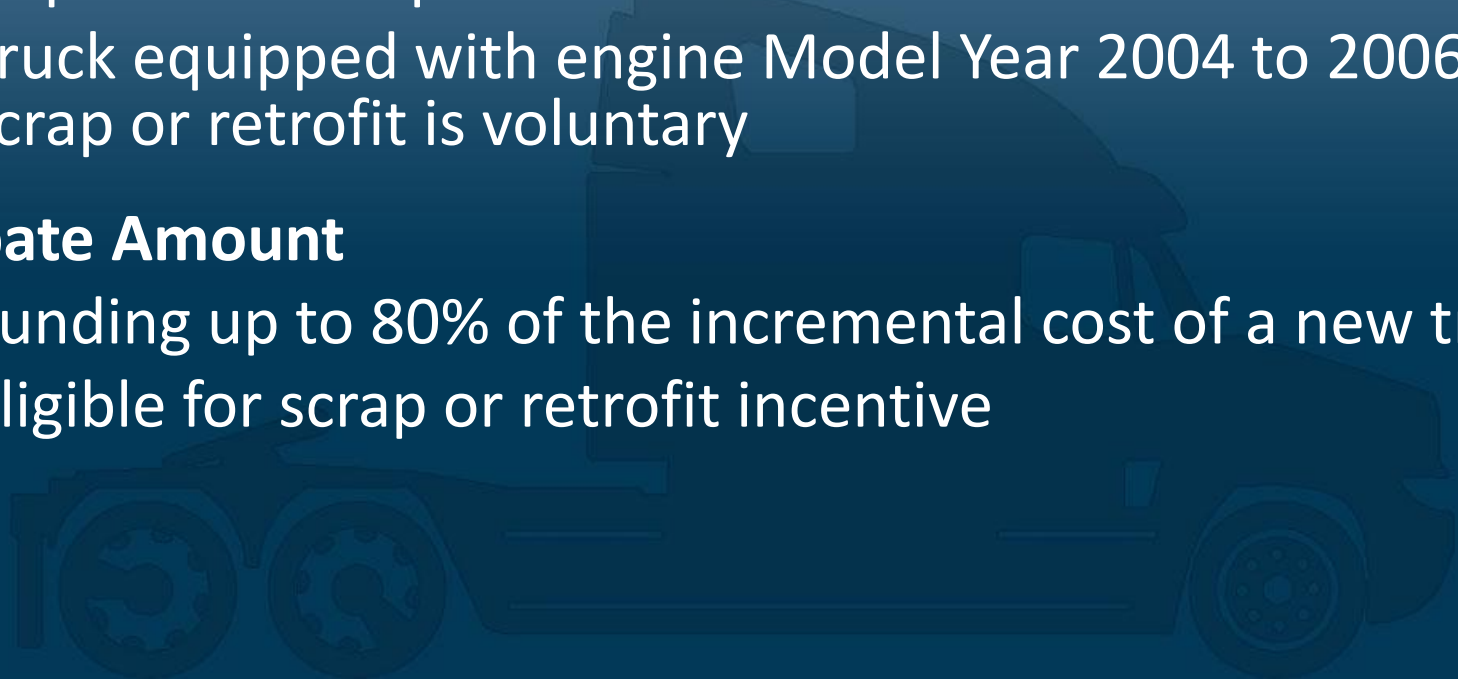 ruck equipped with engine Model Year 2004 to 2006
crap or retrofit is voluntary
ate Amount
unding up to 80% of the incremental cost of a new t
ligible for scrap or retrofit incentive